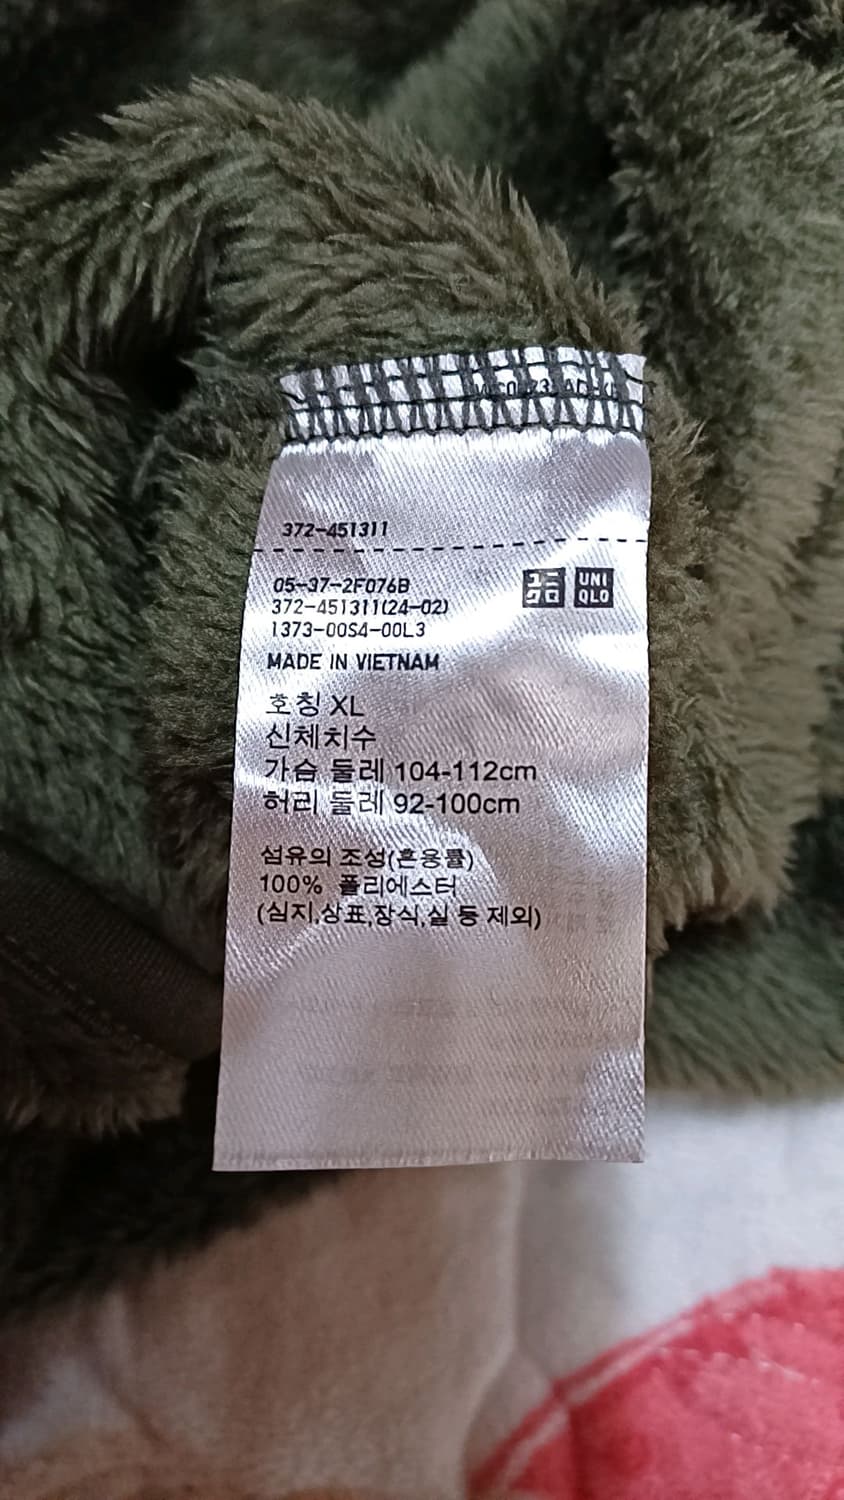 372-451311
05-37-2F076B
372-451311(24-02)
1373-00S4-00L3
ユニ
クロ
UNI
QLO
MADE IN VIETNAM
호칭 XL
신체치수
가슴 둘레 104-112cm
허리 둘레 92-100cm
섬유의 조성(혼용률)
100% 폴리에스터
(심지,상표,장식,실 등 제외)